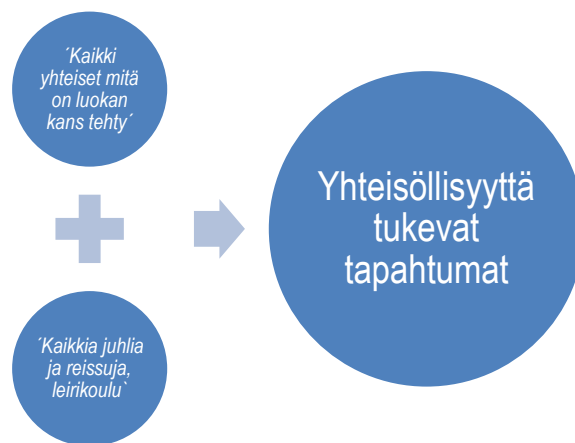 ´Kaikki
yhteiset mitä
on luokan
kans tehty´
´Kaikkia juhlia
ja reissuja,
leirikoulu`
Yhteisöllisyyttä
tukevat
tapahtumat